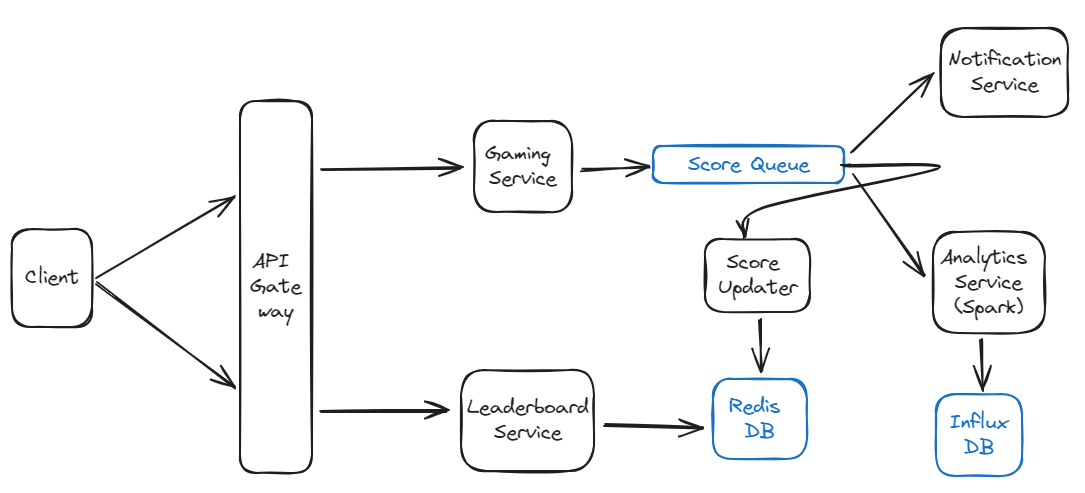 Notification
Service
Gaming
Service
Score Queue
Client
API
Gate
way
Score
Updater
Analytics
Service
(Spark)
Leaderboard
Service
Redis
DB
Influx
DB